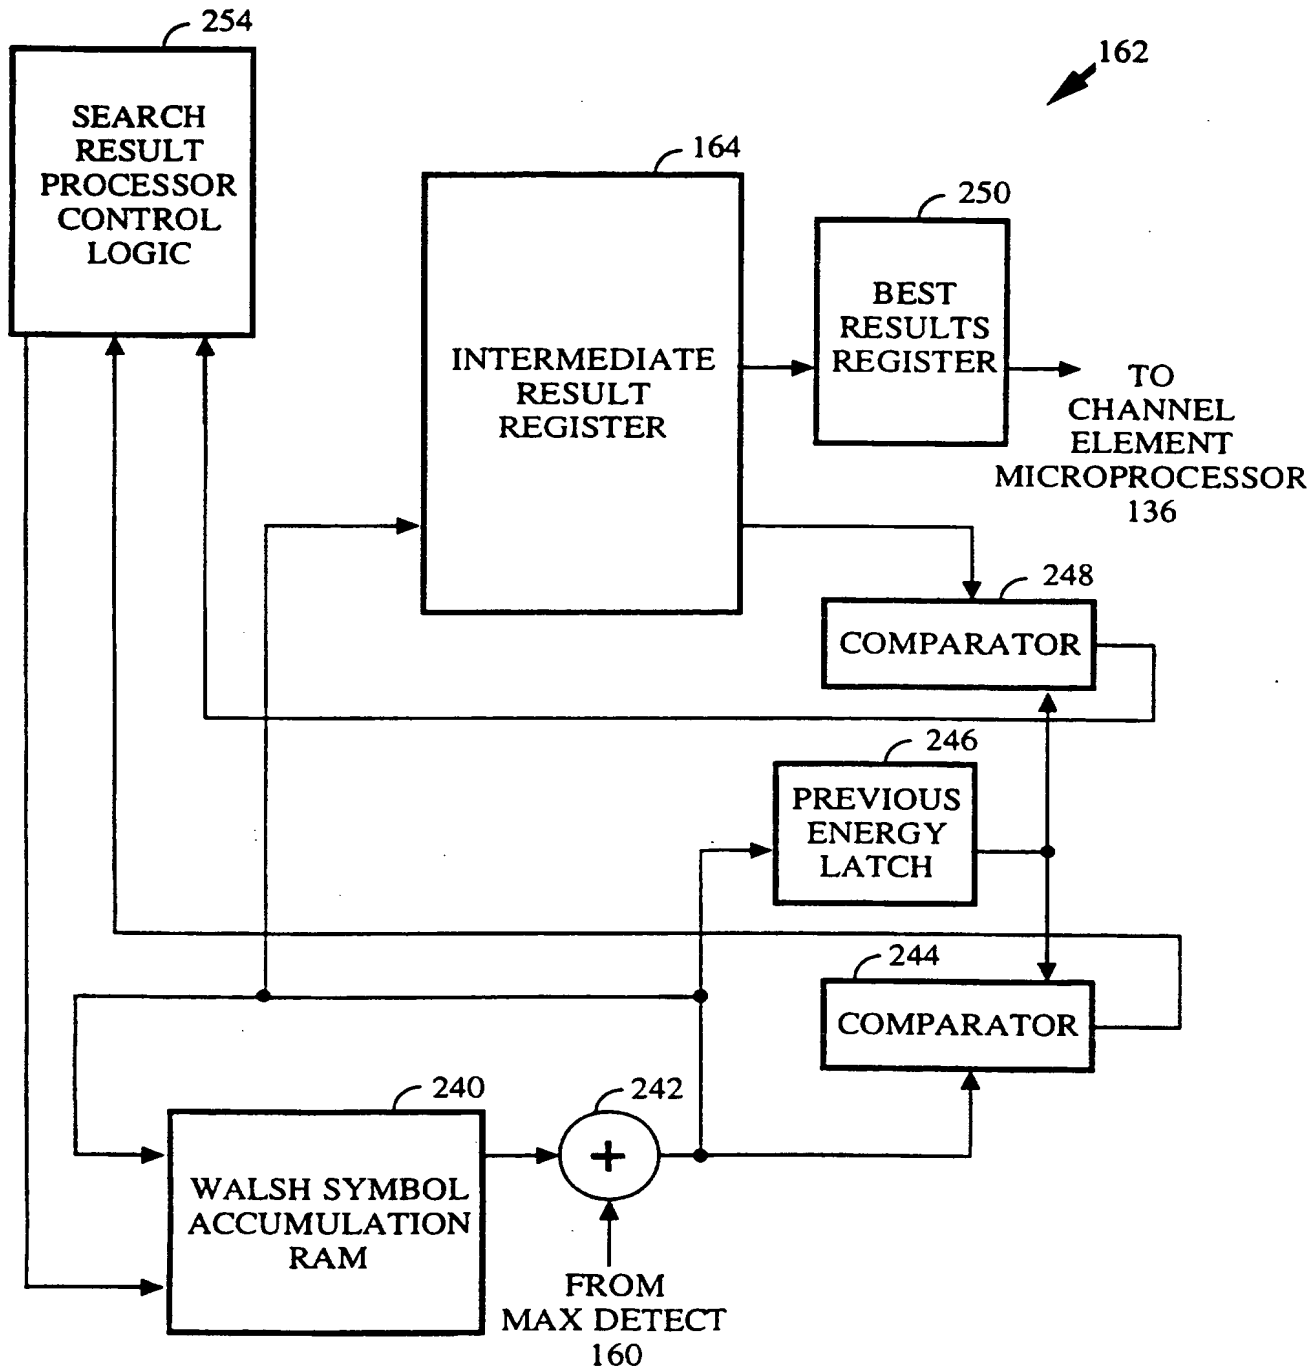 254
SEARCH
RESULT
PROCESSOR
CONTROL
LOGIC
162
164
INTERMEDIATE
RESULT
REGISTER
250
BEST
RESULTS
REGISTER
TO
CHANNEL
ELEMENT
MICROPROCESSOR
136
248
COMPARATOR
246
PREVIOUS
ENERGY
LATCH
244
COMPARATOR
240
WALSH SYMBOL
ACCUMULATION
RAM
242
+
FROM
MAX DETECT
160